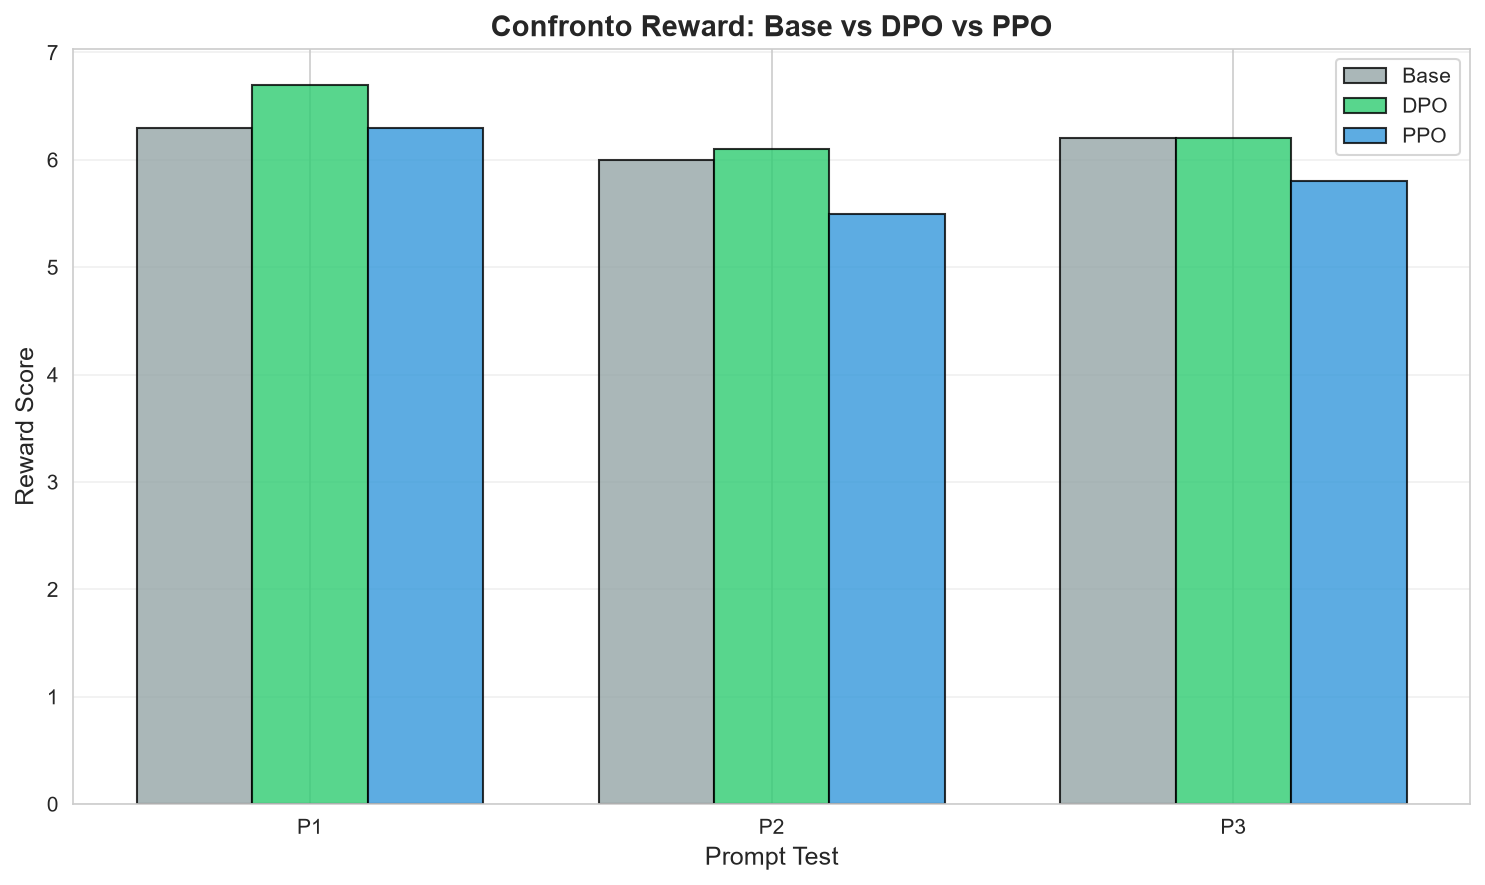 Confronto Reward: Base vs DPO vs PPO
Base
DPO
PPO
Reward Score
7
6
5
4
3
2
1
0
P1
P2
P3
Prompt Test